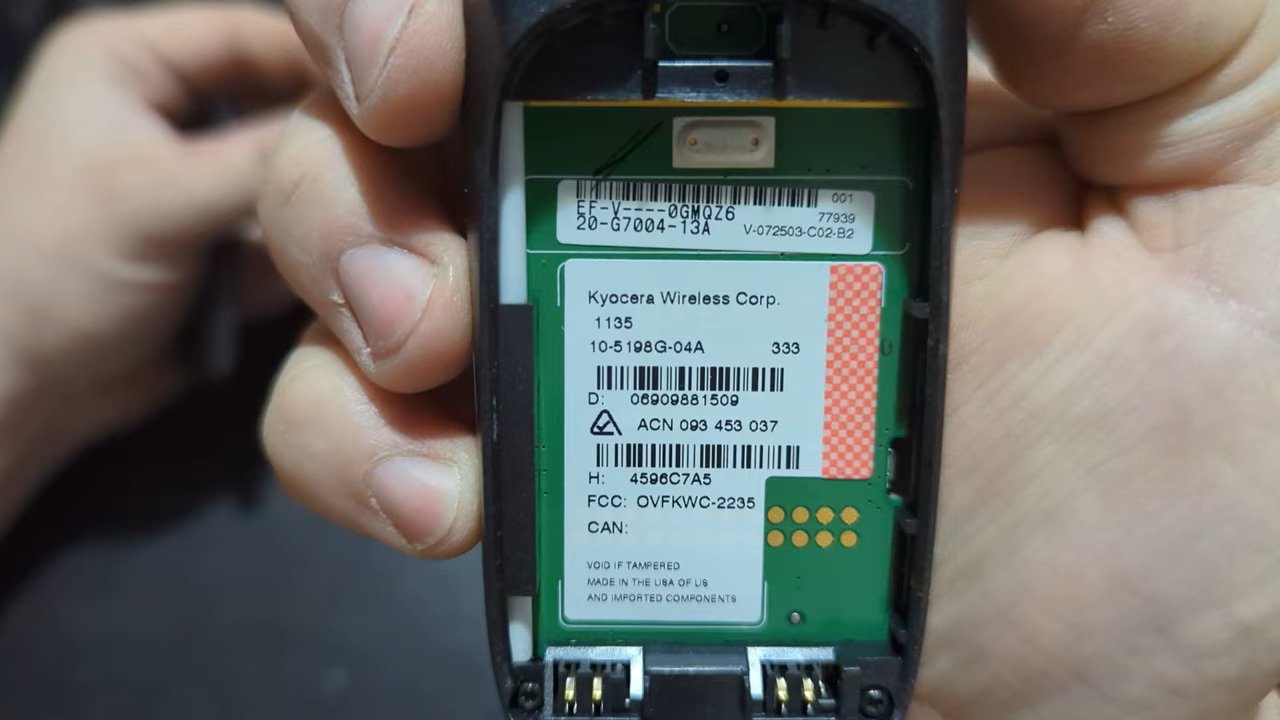 001
EF-V----0GMQZ6
77939
20-G7004-13A
V-072503-C02-B2
Kyocera Wireless Corp.
1135
10-5198G-04A 333
D: 06909881509
ACN 093 453 037
H: 4596C7A5
FCC: OVFKWC-2235
CAN:
VOID IF TAMPERED
MADE IN THE USA OF US
AND IMPORTED COMPONENTS